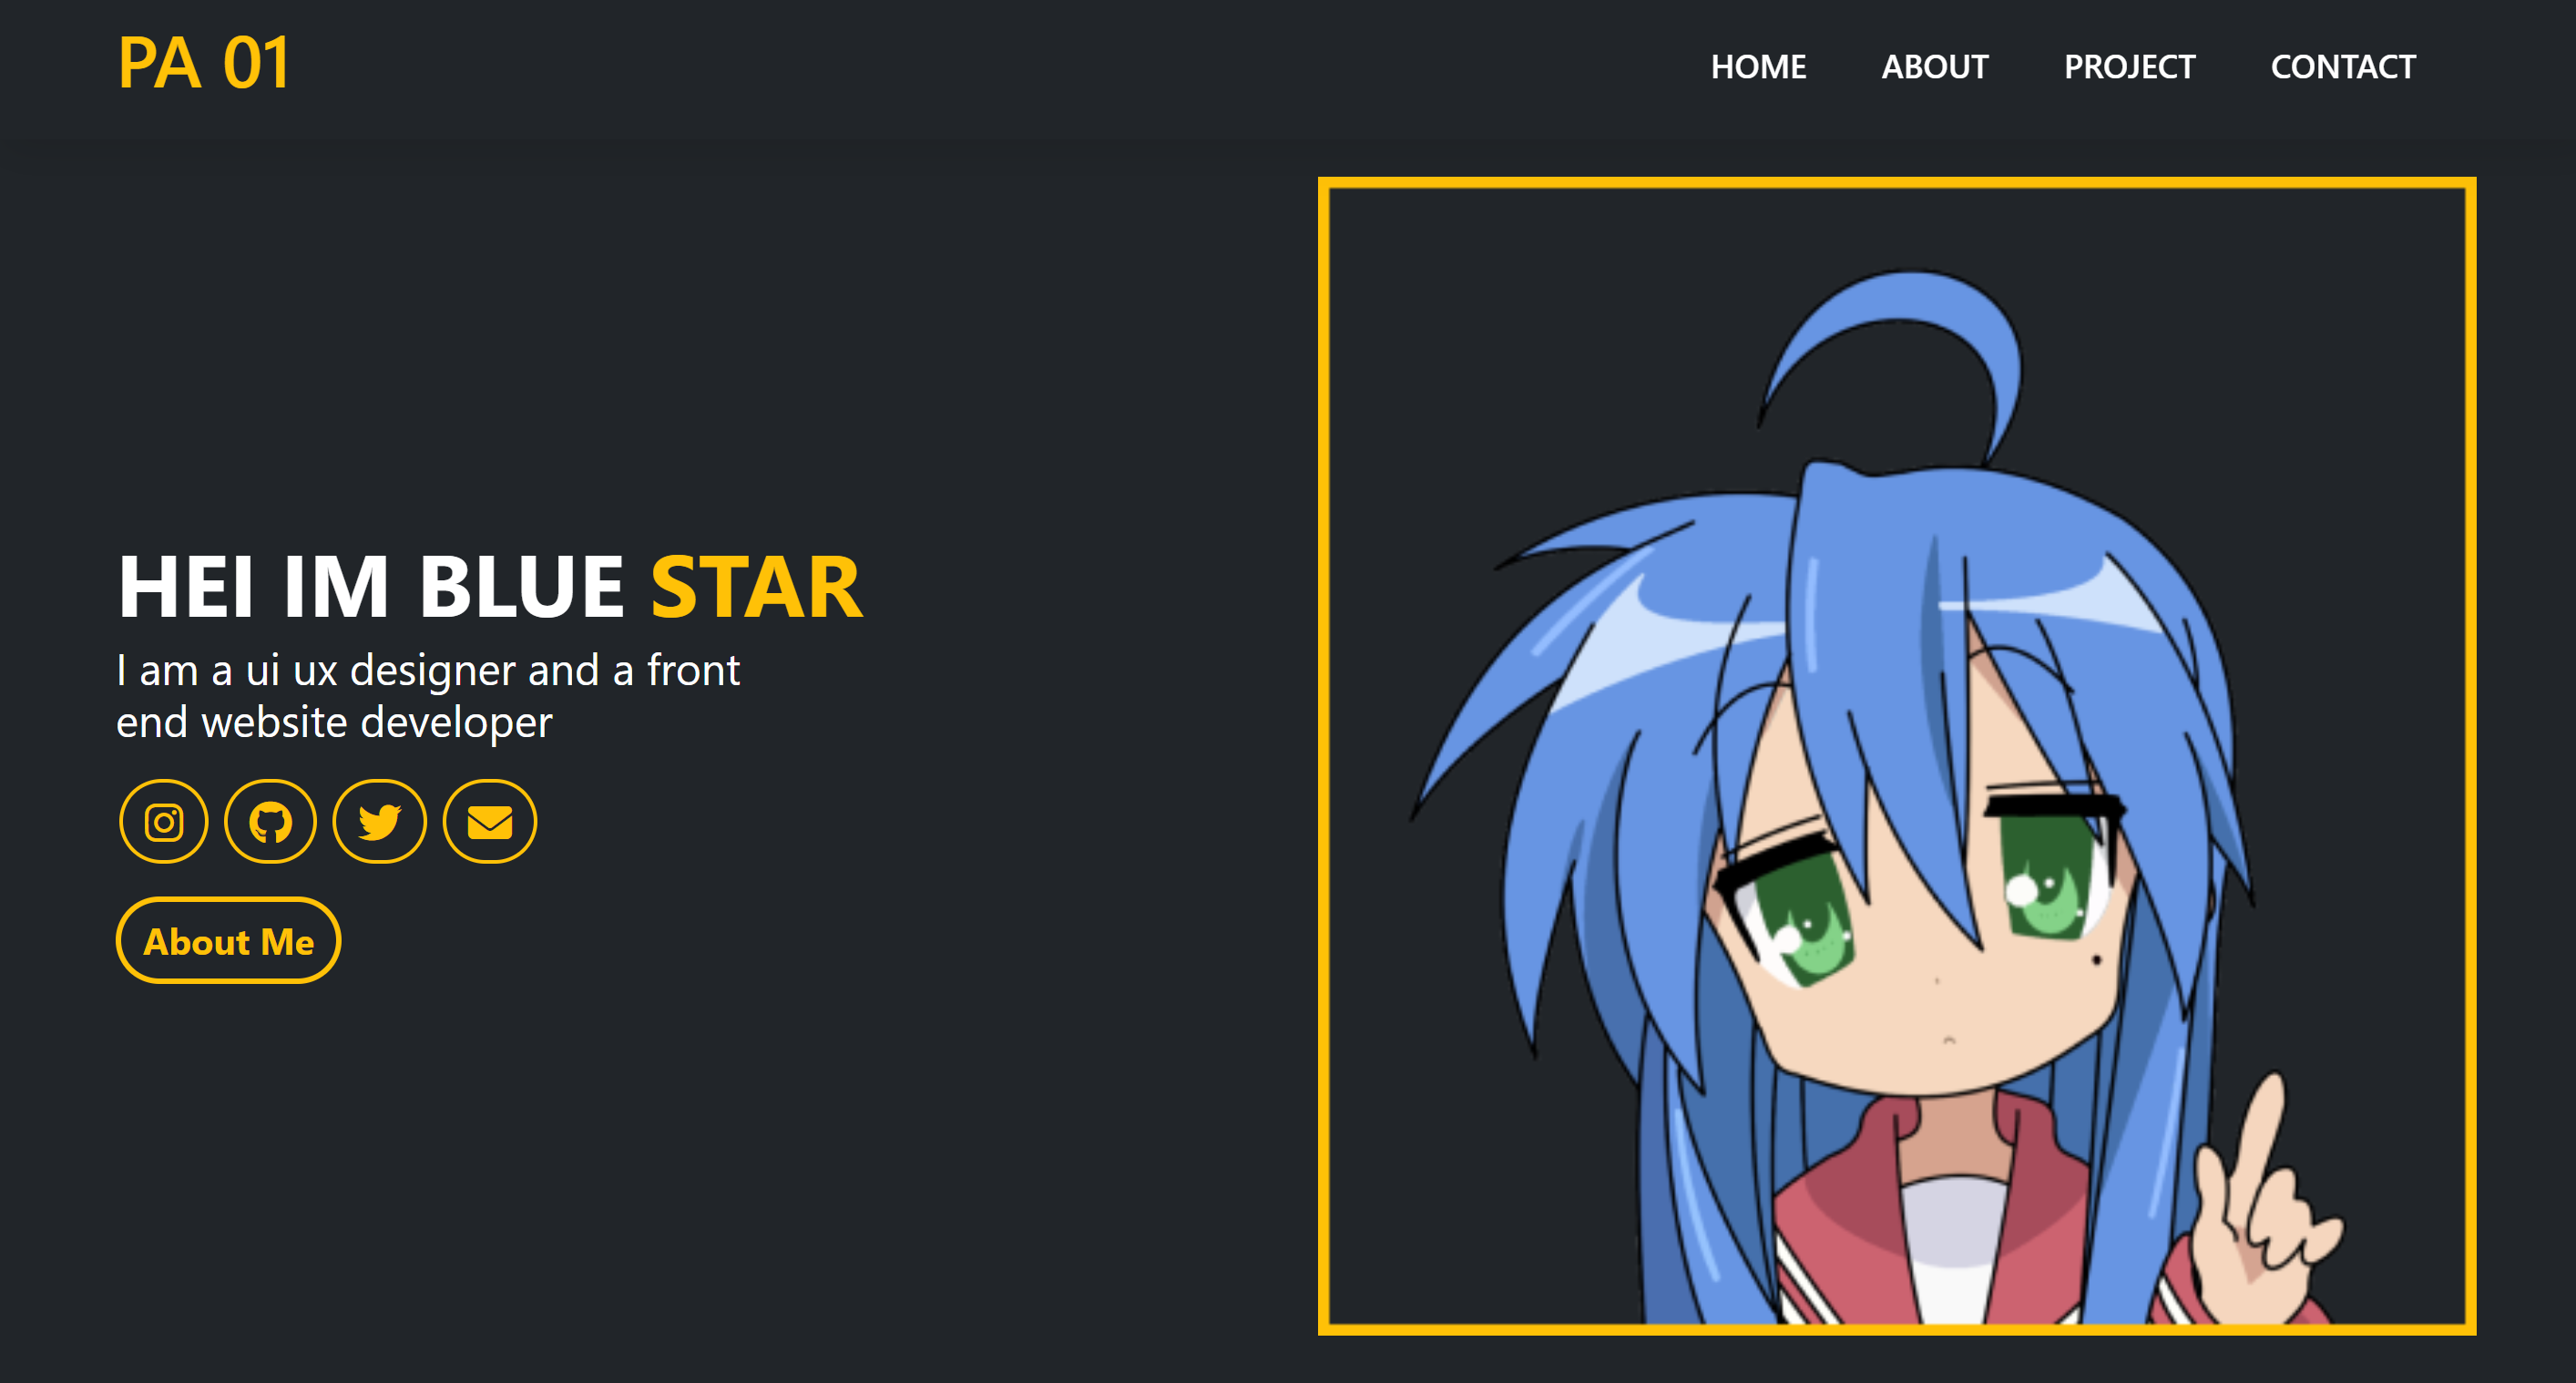 PA 01
HOME ABOUT PROJECT CONTACT
HEI IM BLUE STAR
I am a ui ux designer and a front
end website developer
About Me